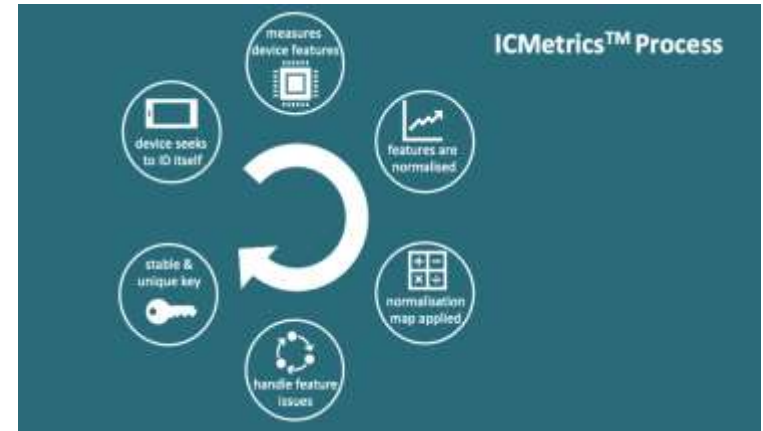 ICMetrics™ Process
measures
device features
device seeks
to ID itself
features are
normalised
stable &
unique key
normalisation
map applied
handle feature
issues